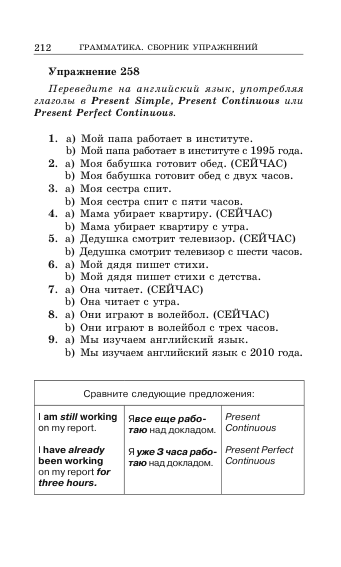 212 ГРАММАТИКА. СБОРНИК УПРАЖНЕНИЙ
Упражнение 258
Переведите на английский язык, употребляя
глаголы в Present Simple, Present Continuous или
Present Perfect Continuous.
1. a) Мой папа работает в институте.
b) Мой папа работает в институте с 1995 года.
2. a) Моя бабушка готовит обед. (СЕЙЧАС)
b) Моя бабушка готовит обед с двух часов.
3. a) Моя сестра спит.
b) Моя сестра спит с пяти часов.
4. a) Мама убирает квартиру. (СЕЙЧАС)
b) Мама убирает квартиру с утра.
5. a) Дедушка смотрит телевизор. (СЕЙЧАС)
b) Дедушка смотрит телевизор с шести часов.
6. a) Мой дядя пишет стихи.
b) Мой дядя пишет стихи с детства.
7. a) Она читает. (СЕЙЧАС)
b) Она читает с утра.
8. a) Они играют в волейбол. (СЕЙЧАС)
b) Они играют в волейбол с трех часов.
9. a) Мы изучаем английский язык.
b) Мы изучаем английский язык с 2010 года.
Сравните следующие предложения:
I am still working
on my report.
Я все еще рабо-
таю над докладом.
Present
Continuous
I have already
been working
on my report for
three hours.
Я уже 3 часа рабо-
таю над докладом.
Present Perfect
Continuous